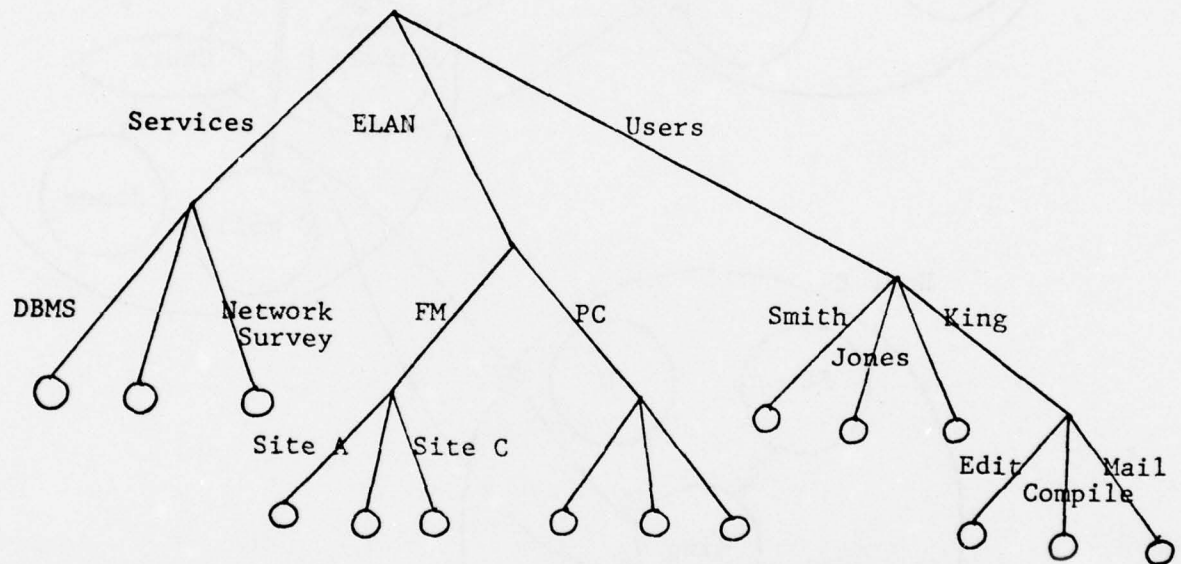 Services
ELAN
Users
DBMS
Network
Survey
FM
PC
Smith
Jones
King
Site A
Site C
Edit
Compile
Mail